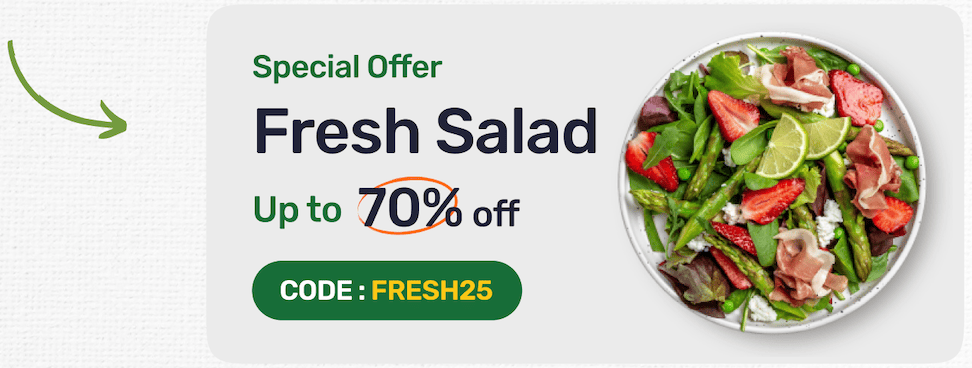 Special Offer
Fresh Salad
Up to 70% off
CODE : FRESH25